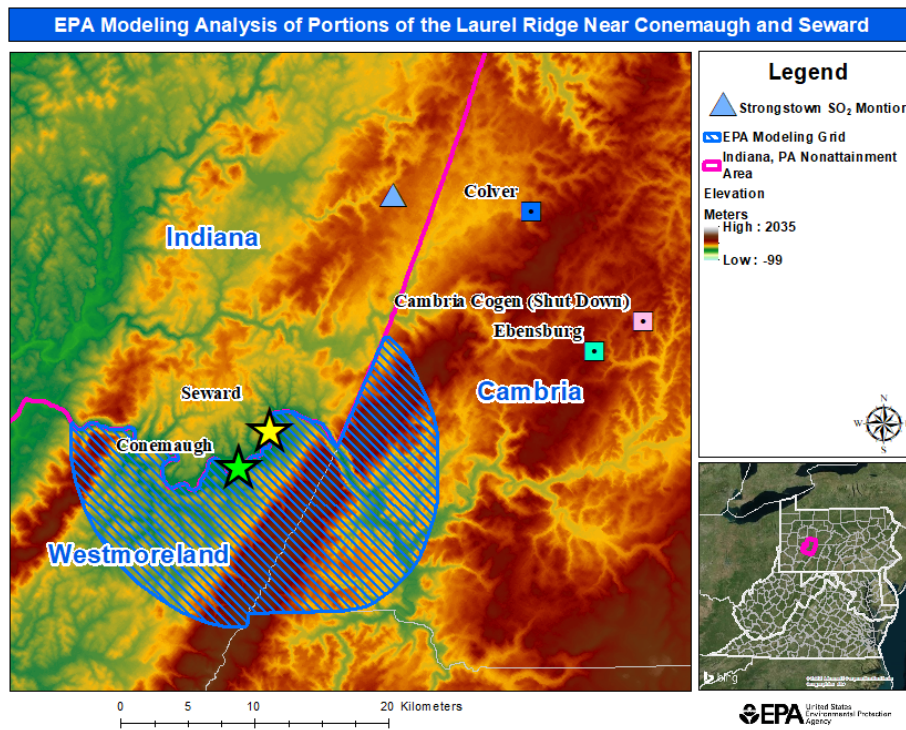 EPA Modeling Analysis of Portions of the Laurel Ridge Near Conemaugh and Seward
Legend
Strongstown SO₂ Montior
EPA Modeling Grid
Indiana, PA Nonattainment
Area
Elevation
Meters
High : 2035
Low : -99
Colver
Indiana
Cambria Cogen (Shut Down)
Ebensburg
Cambria
Seward
Conemaugh
Westmoreland
N
W
S
bing
0 5 10 20 Kilometers
EPA
United States
Environmental Protection
Agency